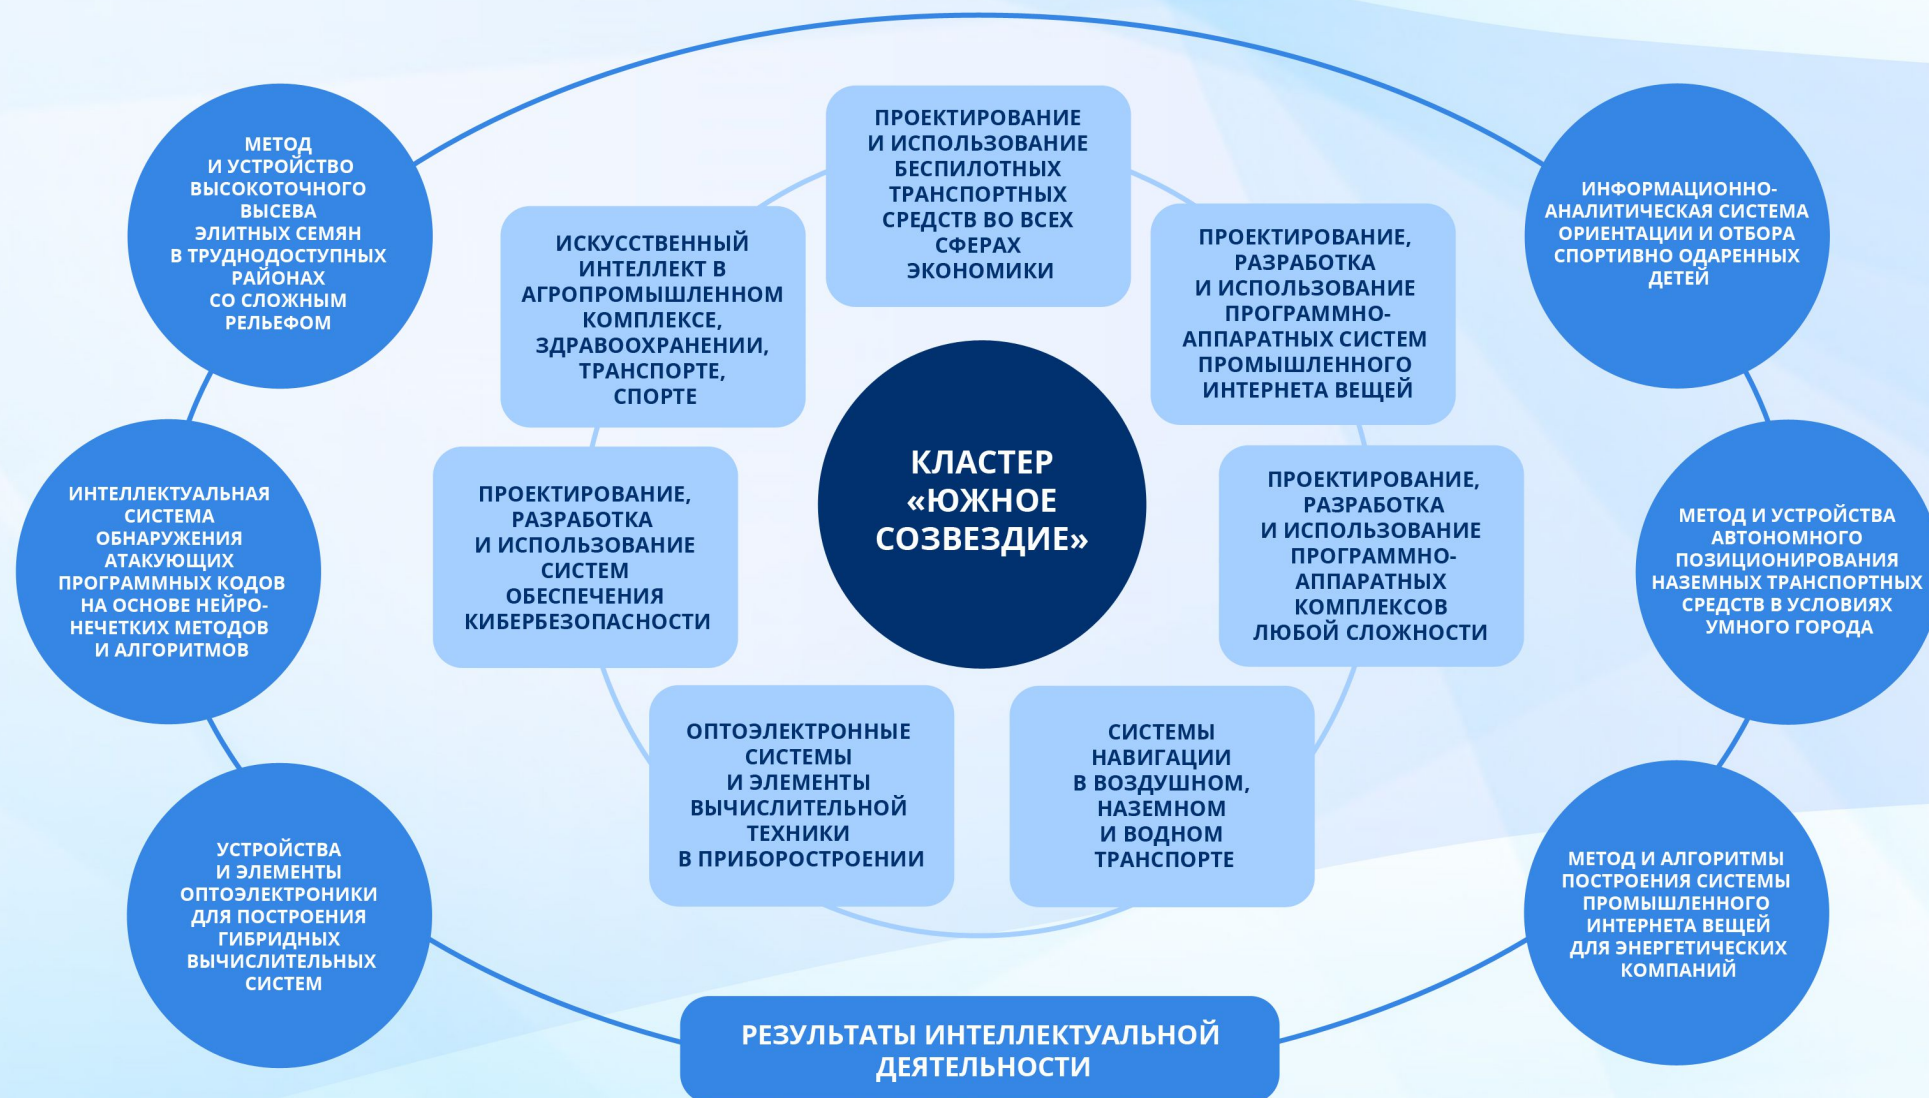 ПРОЕКТИРОВАНИЕ
И ИСПОЛЬЗОВАНИЕ
БЕСПИЛОТНЫХ
ТРАНСПОРТНЫХ
СРЕДСТВ ВО ВСЕХ
СФЕРАХ
ЭКОНОМИКИ
МЕТОД
И УСТРОЙСТВО
ВЫСОКОТОЧНОГО
ВЫСЕВА
ЭЛИТНЫХ СЕМЯН
В ТРУДНОДОСТУПНЫХ
РАЙОНАХ
СО СЛОЖНЫМ
РЕЛЬЕФОМ
ИСКУССТВЕННЫЙ
ИНТЕЛЛЕКТ В
АГРОПРОМЫШЛЕННОМ
КОМПЛЕКСЕ,
ЗДРАВООХРАНЕНИИ,
ТРАНСПОРТЕ,
СПОРТЕ
ПРОЕКТИРОВАНИЕ,
РАЗРАБОТКА
И ИСПОЛЬЗОВАНИЕ
ПРОГРАММНО-
АППАРАТНЫХ СИСТЕМ
ПРОМЫШЛЕННОГО
ИНТЕРНЕТА ВЕЩЕЙ
ИНФОРМАЦИОННО-
АНАЛИТИЧЕСКАЯ СИСТЕМА
ОРИЕНТАЦИИ И ОТБОРА
СПОРТИВНО ОДАРЕННЫХ
ДЕТЕЙ
ИНТЕЛЛЕКТУАЛЬНАЯ
СИСТЕМА
ОБНАРУЖЕНИЯ
АТАКУЮЩИХ
ПРОГРАММНЫХ КОДОВ
НА ОСНОВЕ НЕЙРО-
НЕЧЕТКИХ МЕТОДОВ
И АЛГОРИТМОВ
ПРОЕКТИРОВАНИЕ,
РАЗРАБОТКА
И ИСПОЛЬЗОВАНИЕ
СИСТЕМ
ОБЕСПЕЧЕНИЯ
КИБЕРБЕЗОПАСНОСТИ
КЛАСТЕР
«ЮЖНОЕ
СОЗВЕЗДИЕ»
ПРОЕКТИРОВАНИЕ,
РАЗРАБОТКА
И ИСПОЛЬЗОВАНИЕ
ПРОГРАММНО-
АППАРАТНЫХ
КОМПЛЕКСОВ
ЛЮБОЙ СЛОЖНОСТИ
МЕТОД И УСТРОЙСТВА
АВТОНОМНОГО
ПОЗИЦИОНИРОВАНИЯ
НАЗЕМНЫХ ТРАНСПОРТНЫХ
СРЕДСТВ В УСЛОВИЯХ
УМНОГО ГОРОДА
УСТРОЙСТВА
И ЭЛЕМЕНТЫ
ОПТОЭЛЕКТРОНИКИ
ДЛЯ ПОСТРОЕНИЯ
ГИБРИДНЫХ
ВЫЧИСЛИТЕЛЬНЫХ
СИСТЕМ
ОПТОЭЛЕКТРОННЫЕ
СИСТЕМЫ
И ЭЛЕМЕНТЫ
ВЫЧИСЛИТЕЛЬНОЙ
ТЕХНИКИ
В ПРИБОРОСТРОЕНИИ
СИСТЕМЫ
НАВИГАЦИИ
В ВОЗДУШНОМ,
НАЗЕМНОМ
И ВОДНОМ
ТРАНСПОРТЕ
МЕТОД И АЛГОРИТМЫ
ПОСТРОЕНИЯ СИСТЕМЫ
ПРОМЫШЛЕННОГО
ИНТЕРНЕТА ВЕЩЕЙ
ДЛЯ ЭНЕРГЕТИЧЕСКИХ
КОМПАНИЙ
РЕЗУЛЬТАТЫ ИНТЕЛЛЕКТУАЛЬНОЙ
ДЕЯТЕЛЬНОСТИ